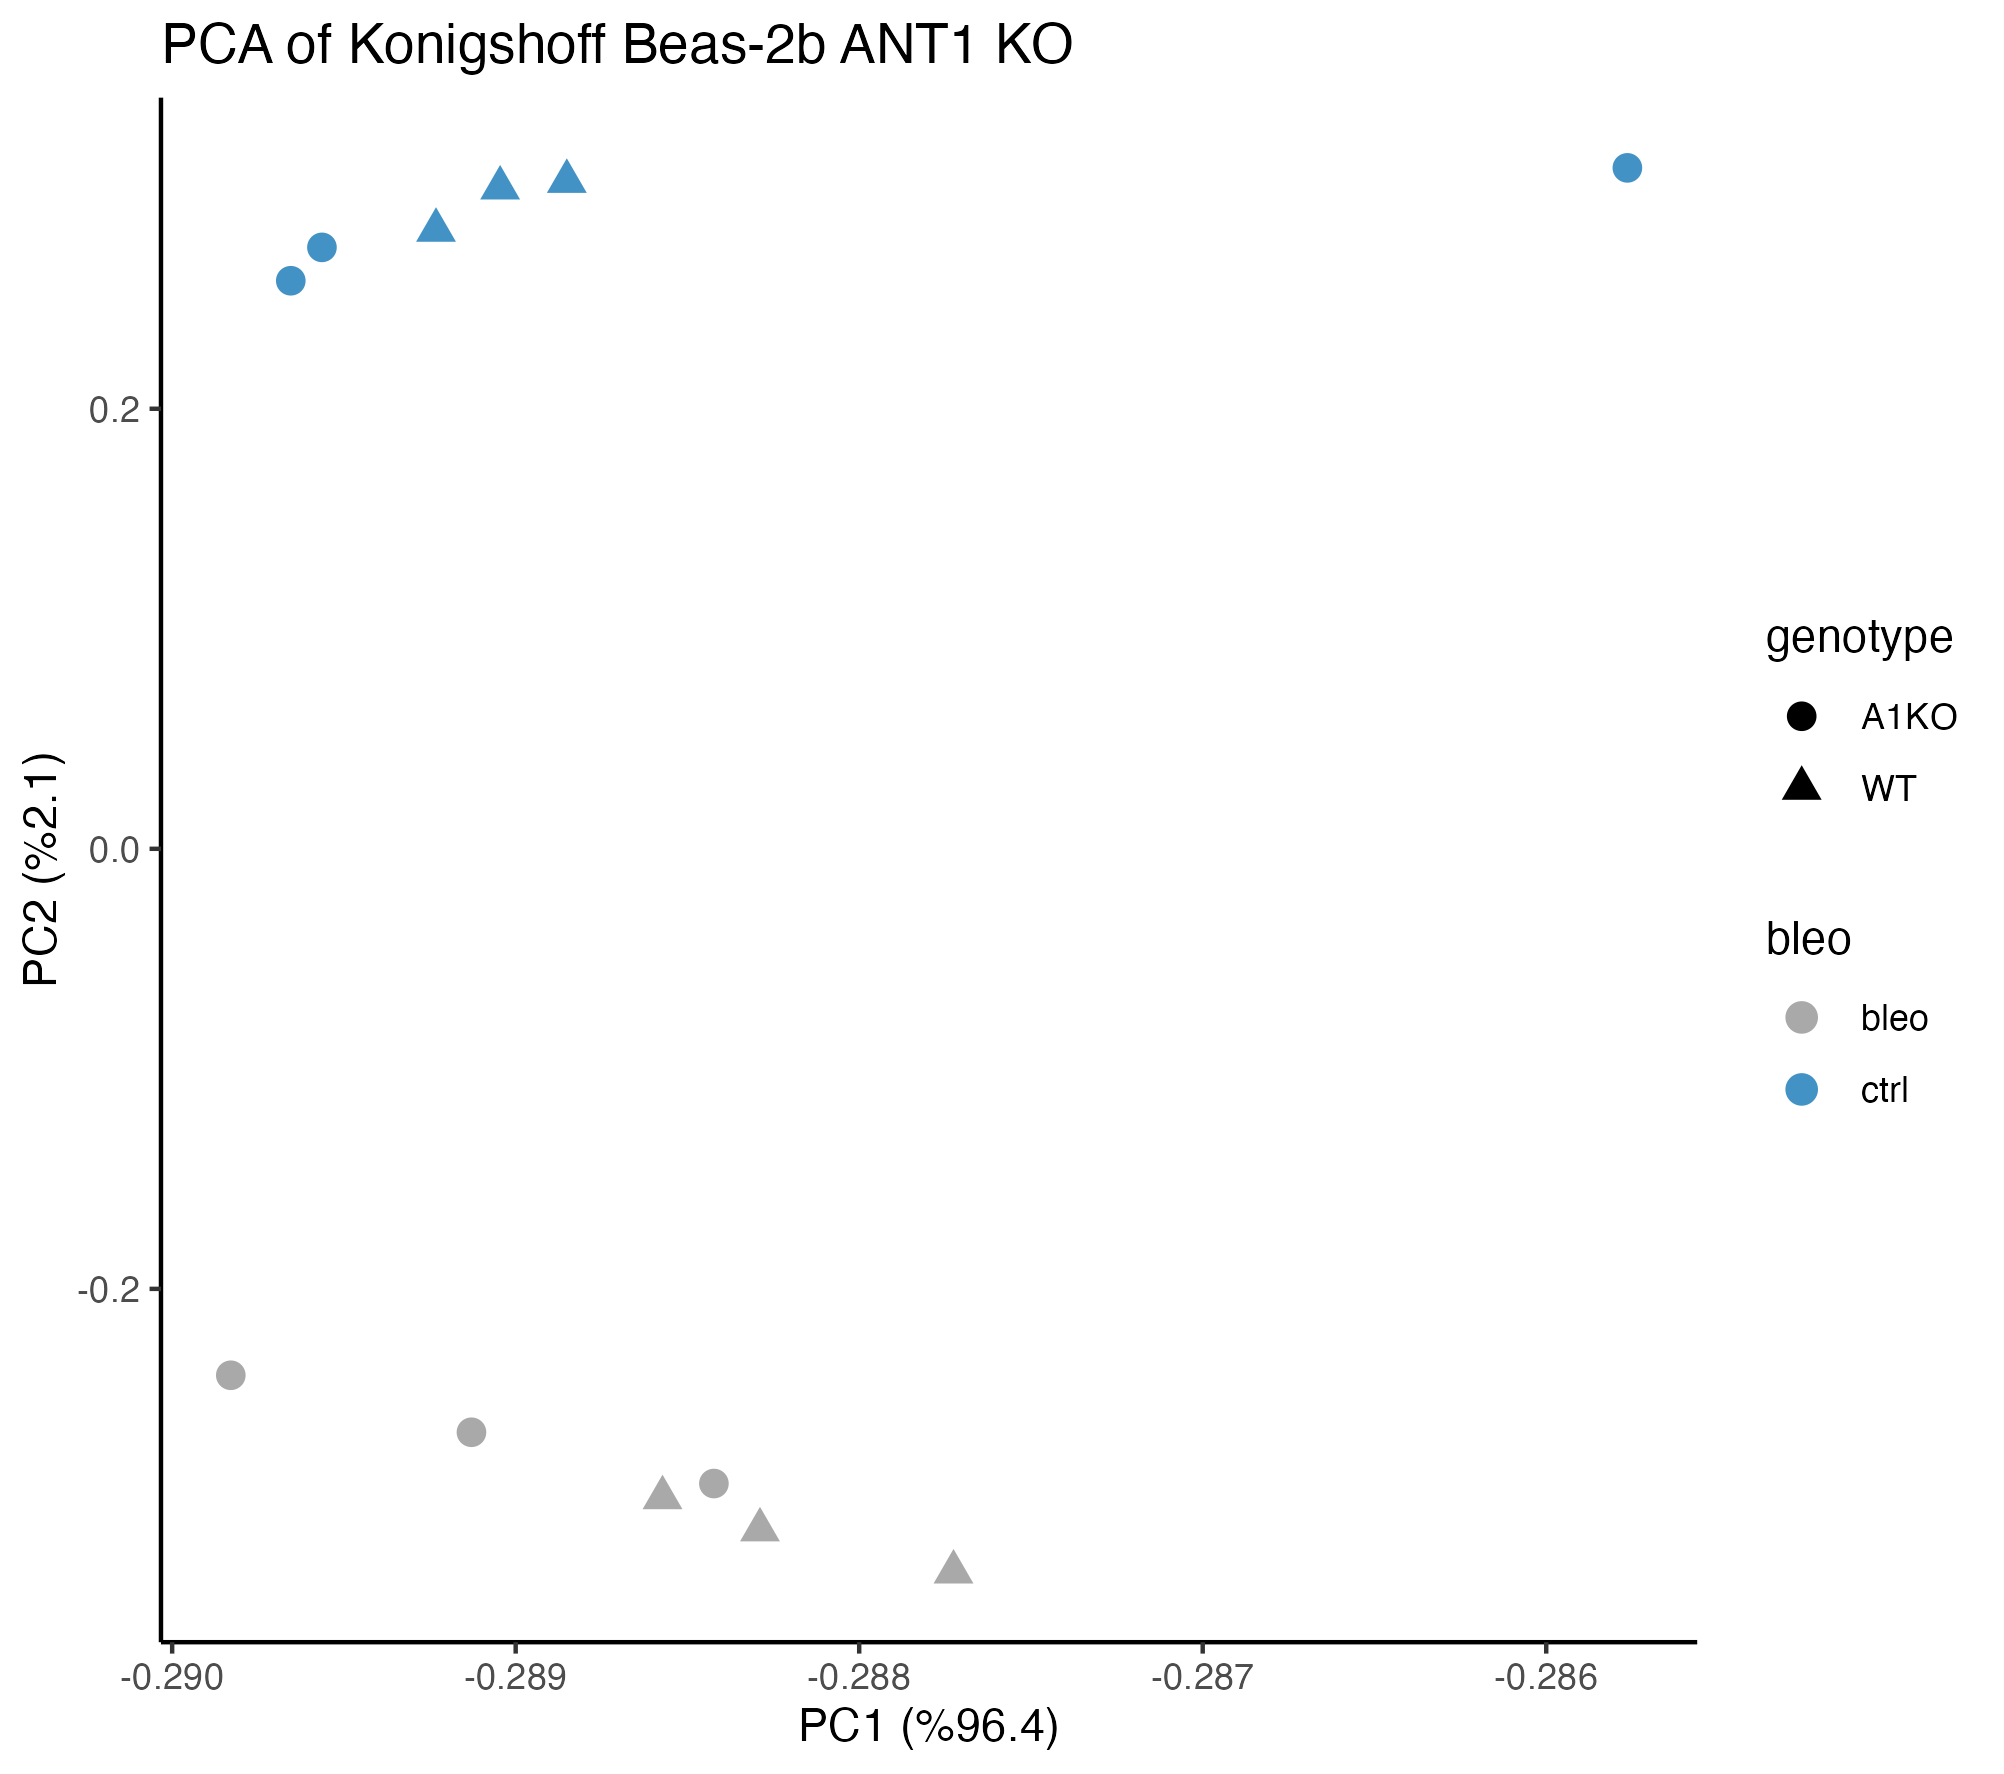 PCA of Konigshoff Beas-2b ANT1 KO
PC2 (%2.1)
0.2
0.0
-0.2
-0.290
-0.289
-0.288
-0.287
-0.286
PC1 (%96.4)
genotype
A1KO
WT
bleo
bleo
ctrl